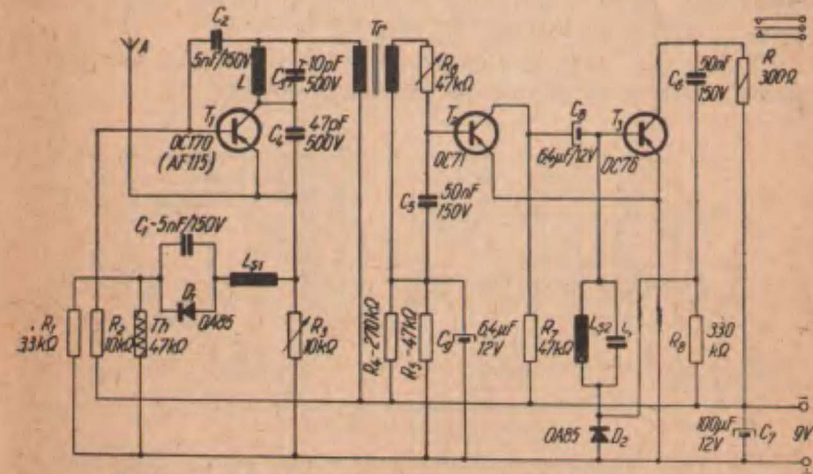 A
C2
5nF/150V
L
C3
10pF
500V
Tr
R6
47kΩ
T1
OC170
(AF115)
C4
47pF
500V
T2
OC71
C8
64μF/12V
T3
OC76
C6
50nF
150V
R
300Ω
C5
50nF
150V
C1-5nF/150V
D1
OA85
LS1
R1
33kΩ
R2
10kΩ
Th
47kΩ
R3
10kΩ
R4-270kΩ
R5-47kΩ
C9
64μF
12V
R7
47kΩ
LS2
R8
330
kΩ
OA85
D2
100μF
12V
C7
9V